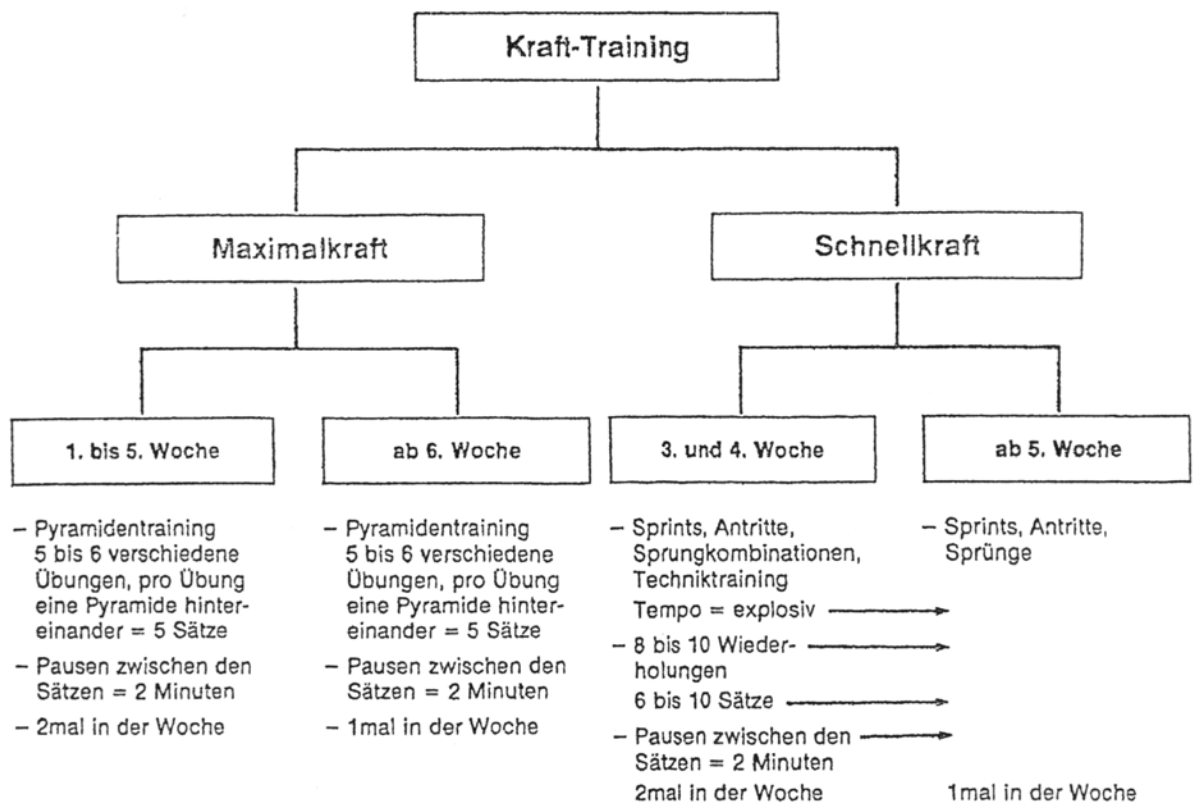 Kraft-Training
Maximalkraft
Schnellkraft
1. bis 5. Woche
ab 6. Woche
3. und 4. Woche
ab 5. Woche
– Pyramidentraining
5 bis 6 verschiedene
Übungen, pro Übung
eine Pyramide hinter-
einander = 5 Sätze
– Pausen zwischen den
Sätzen = 2 Minuten
– 2mal in der Woche
– Pyramidentraining
5 bis 6 verschiedene
Übungen, pro Übung
eine Pyramide hinter-
einander = 5 Sätze
– Pausen zwischen den
Sätzen = 2 Minuten
– 1mal in der Woche
– Sprints, Antritte,
Sprungkombinationen,
Techniktraining
Tempo = explosiv
– 8 bis 10 Wieder-
holungen
6 bis 10 Sätze
– Pausen zwischen den
Sätzen = 2 Minuten
2mal in der Woche
– Sprints, Antritte,
Sprünge
1mal in der Woche